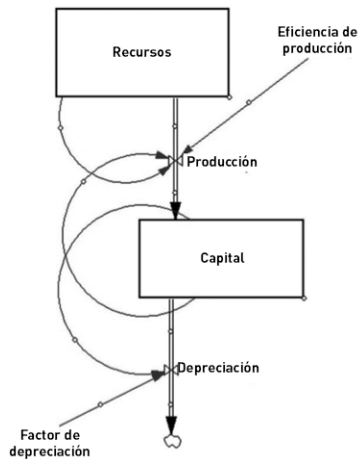 Eficiencia de
producción
Recursos
Producción
Capital
Depreciación
Factor de
depreciación